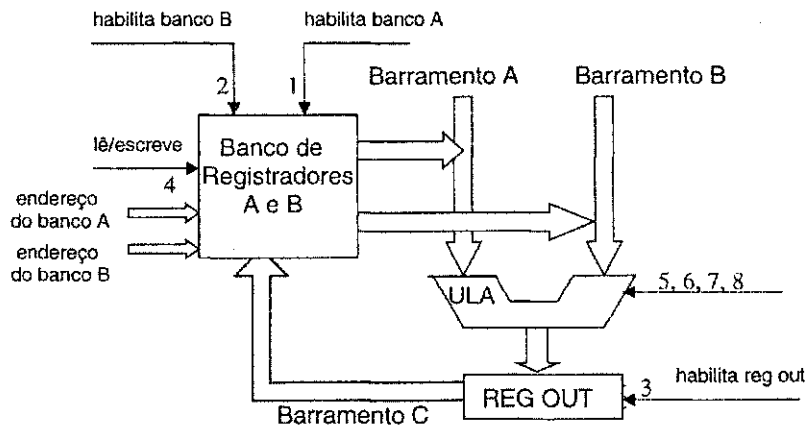 habilita banco B
habilita banco A
2
1
Barramento A
Barramento B
lê/escreve
Banco de
Registradores
A e B
4
endereço
do banco A
endereço
do banco B
ULA
5, 6, 7, 8
REG OUT
3
habilita reg out
Barramento C